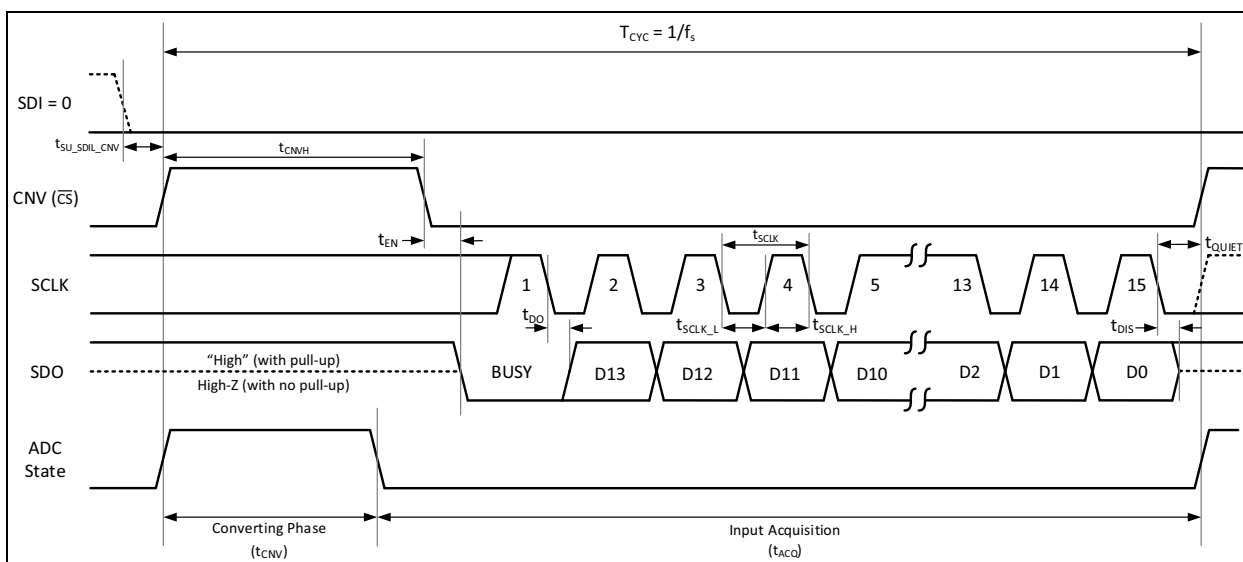 T_CYC = 1/f_s
SDI = 0
t_SU_SDIL_CNV
t_CNVH
CNV (C̅S̅)
t_EN
t_SCLK
t_QUIET
SCLK
1 2 3 4 5 13 14 15
t_DO
t_SCLK_L
t_SCLK_H
t_DIS
SDO
“High” (with pull-up)
High-Z (with no pull-up)
BUSY D13 D12 D11 D10 D2 D1 D0
ADC
State
Converting Phase
(t_CNV)
Input Acquisition
(t_ACQ)